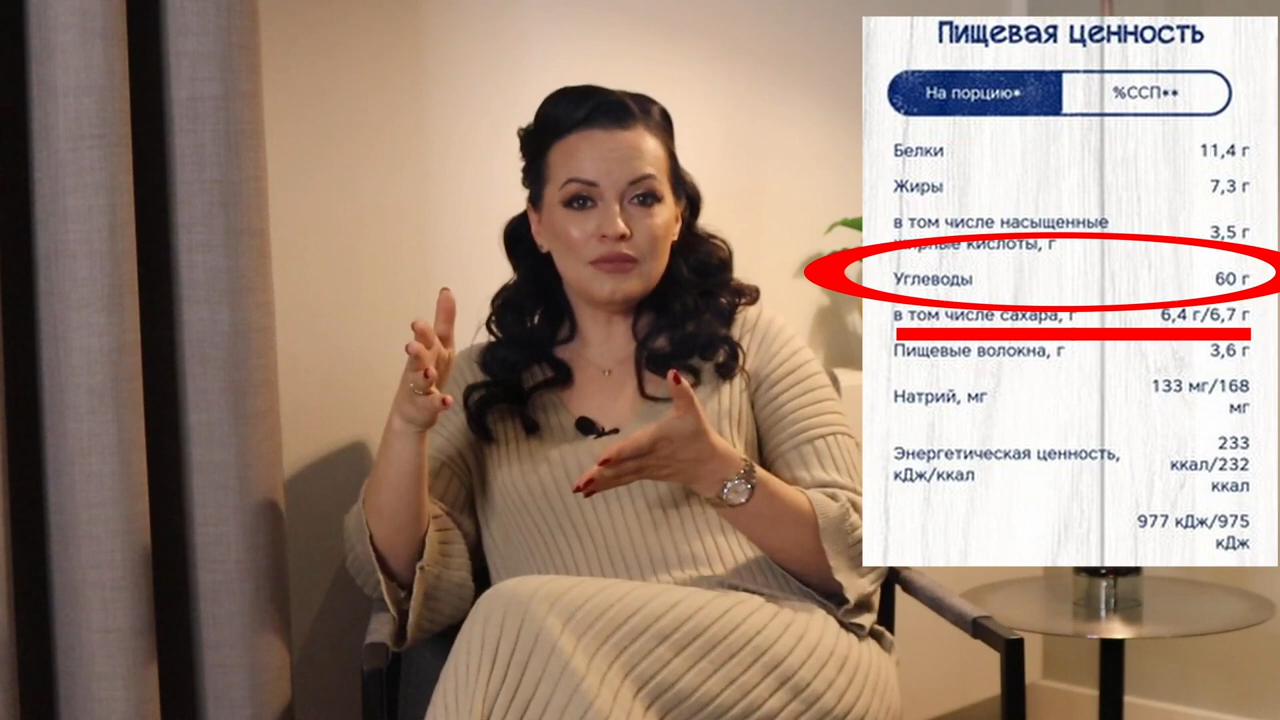 Пищевая ценность
На порцию* %ССП**
Белки 11,4 г
Жиры 7,3 г
в том числе насыщенные
жирные кислоты, г 3,5 г
Углеводы 60 г
в том числе сахара, г 6,4 г/6,7 г
Пищевые волокна, г 3,6 г
Натрий, мг 133 мг/168
мг
Энергетическая ценность,
кДж/ккал 233
ккал/232
ккал
977 кДж/975
кДж